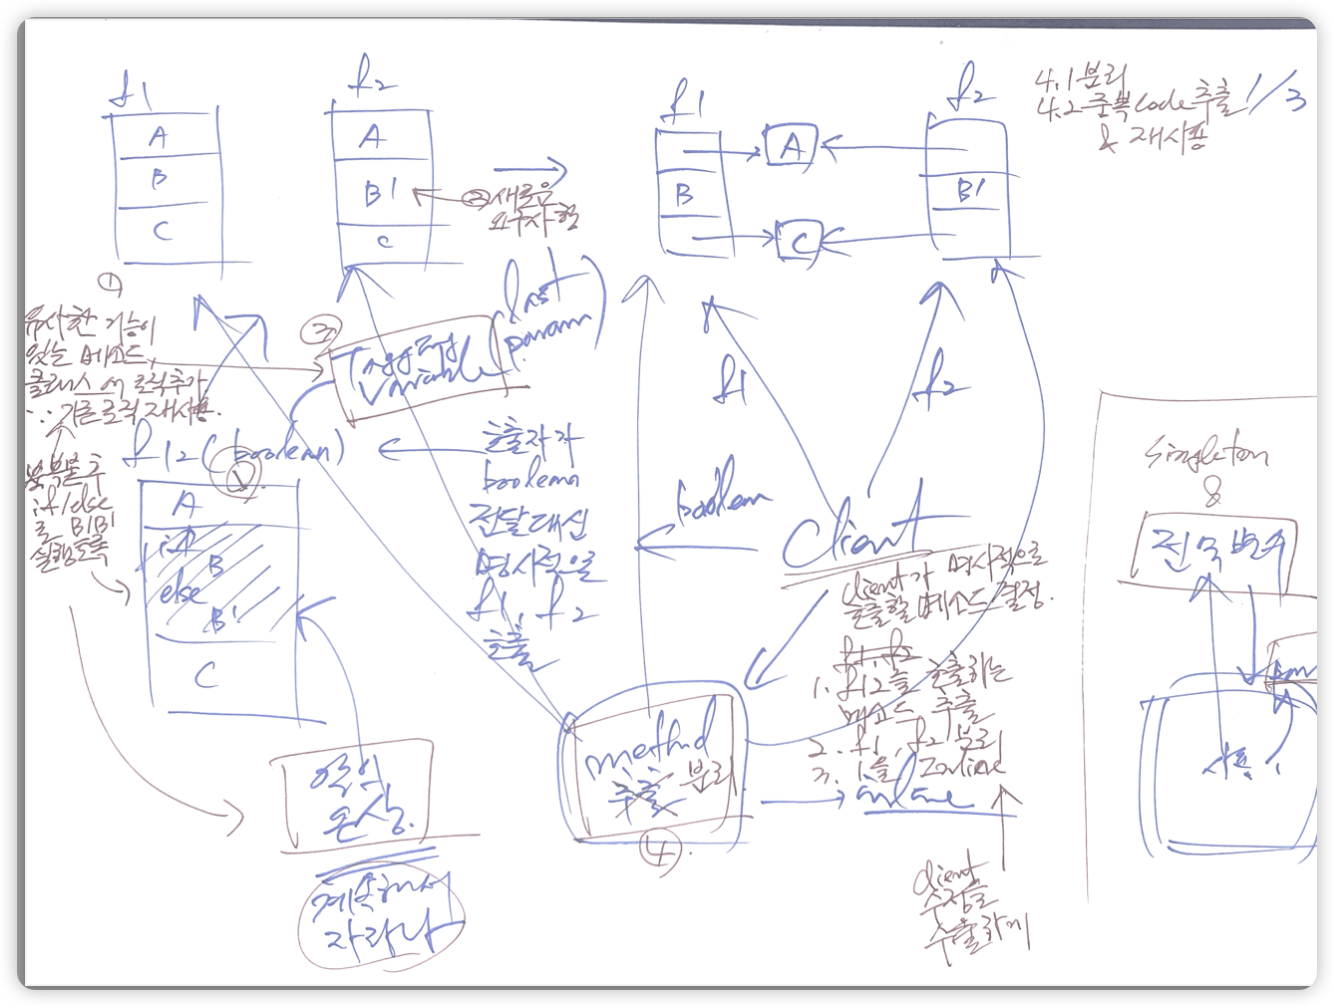 f1
A
B
C
f2
A
B'
C
② 새로운
요구사항
f1
B
A
C
f2
B'
4.1 분리
4.2 중복 code 추출
& 재사용
1/3
①
유사한 기능이
있는 메소드,
클래스에 로직추가
∵ 기존 로직 재사용.
if/else
로 B/B'
실행토록
③
Tagging
Variable
(last
param)
f12(boolean)
②
A
if
B
else
B'
C
호출자가
boolean
전달 대신
명시적으로
f1, f2
호출
f1
f2
boolean
Client
client가 명시적으로
호출할 메소드 결정.
f1, f2
1. f12를 호출하는
메소드 추출
2. f1, f2 분리
3. 1을 Inline
inline
method
추출 분리
④
악의
온상.
계속해서
자라나
client
수정을
수월하게
Singleton
&
전역변수
사용